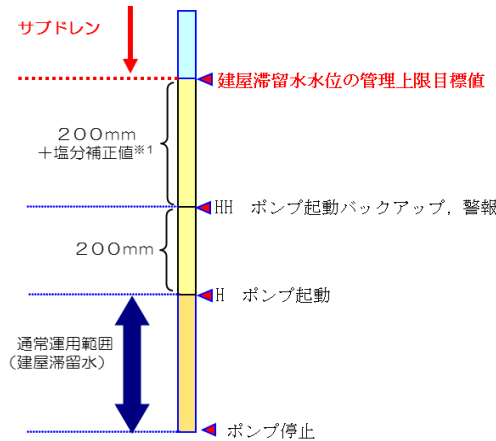 サブドレン
建屋滞留水水位の管理上限目標値
２００mm
＋塩分補正値※1
HH　ポンプ起動バックアップ，警報
２００mm
H　ポンプ起動
通常運用範囲
（建屋滞留水）
ポンプ停止